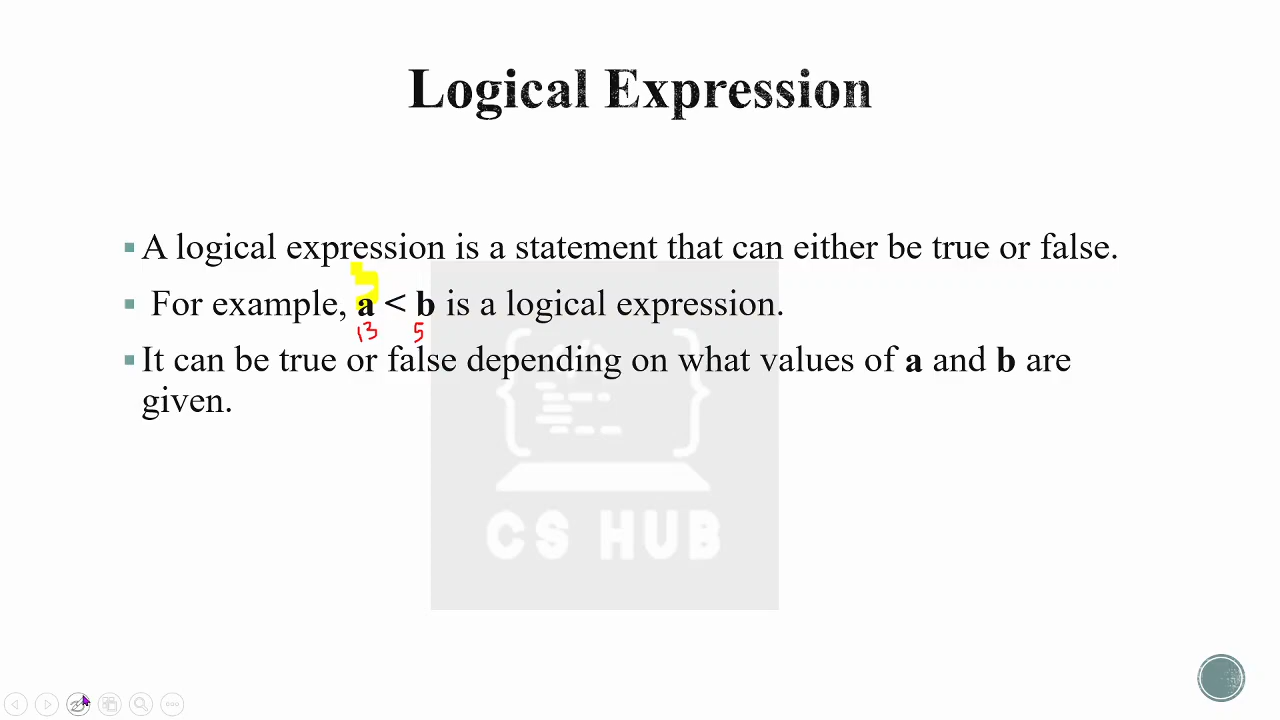 Logical Expression
A logical expression is a statement that can either be true or false.
For example, a < b is a logical expression.
13 5
It can be true or false depending on what values of a and b are
given.
CS HUB